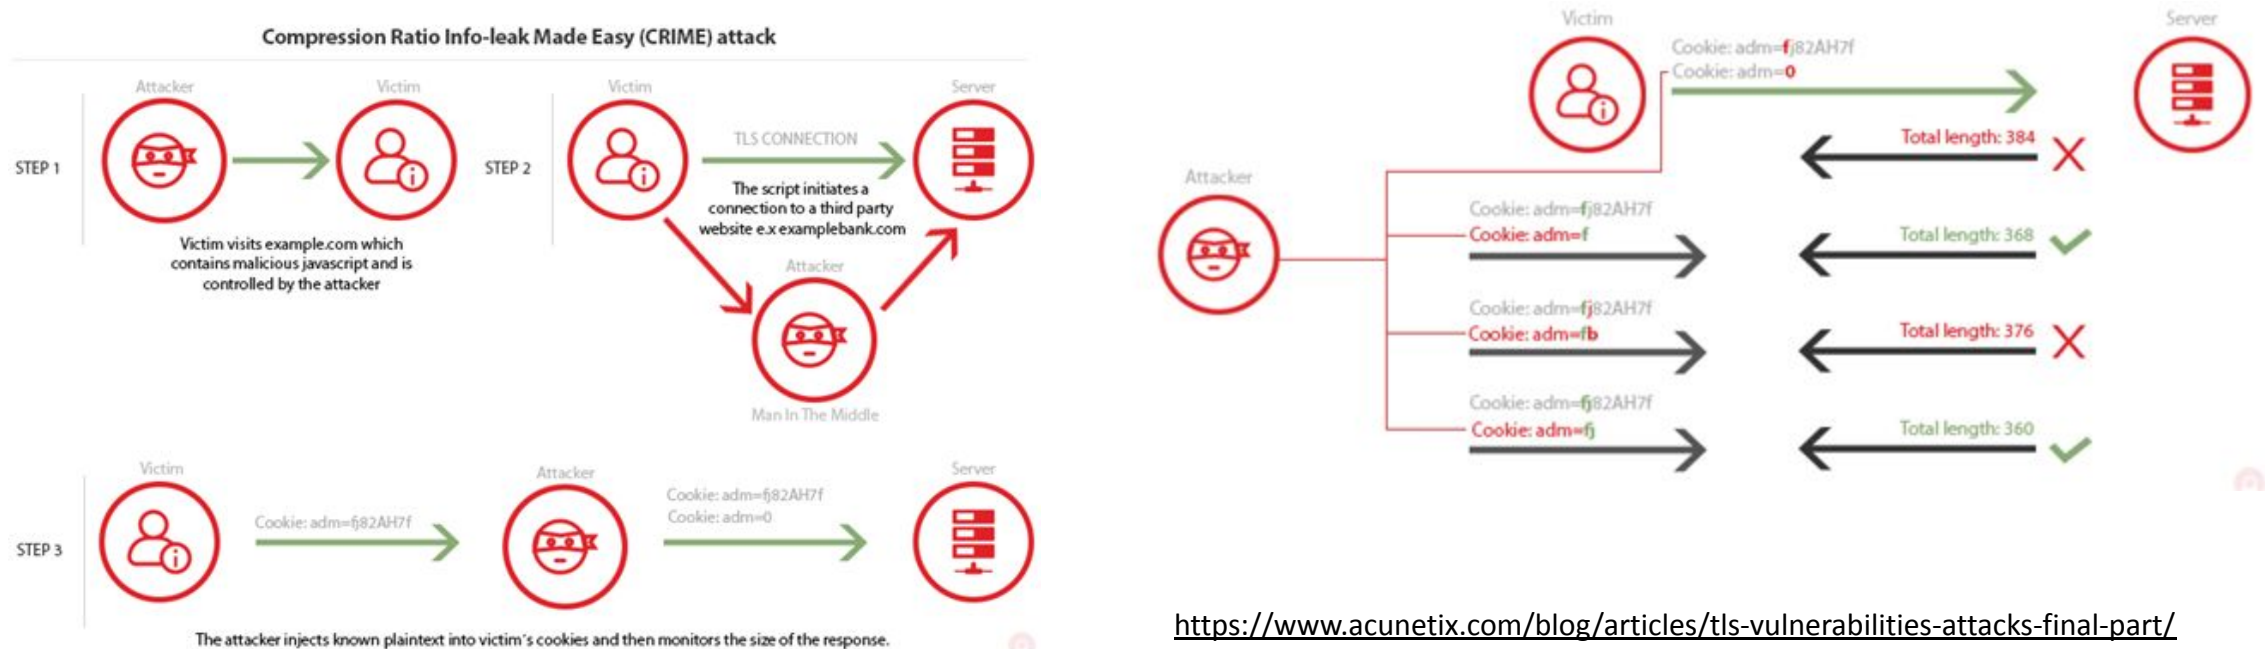 Compression Ratio Info-leak Made Easy (CRIME) attack
STEP 1
Attacker
Victim
Victim visits example.com which
contains malicious javascript and is
controlled by the attacker
STEP 2
Victim
Server
TLS CONNECTION
The script initiates a
connection to a third party
website e.x examplebank.com
Attacker
Man In The Middle
STEP 3
Victim
Cookie: adm=fj82AH7f
Attacker
Cookie: adm=fj82AH7f
Cookie: adm=0
Server
The attacker injects known plaintext into victim's cookies and then monitors the size of the response.
Victim
Server
Cookie: adm=fj82AH7f
Cookie: adm=0
Total length: 384
Attacker
Cookie: adm=fj82AH7f
Cookie: adm=f
Total length: 368
Cookie: adm=fj82AH7f
Cookie: adm=fb
Total length: 376
Cookie: adm=fj82AH7f
Cookie: adm=fj
Total length: 360
https://www.acunetix.com/blog/articles/tls-vulnerabilities-attacks-final-part/